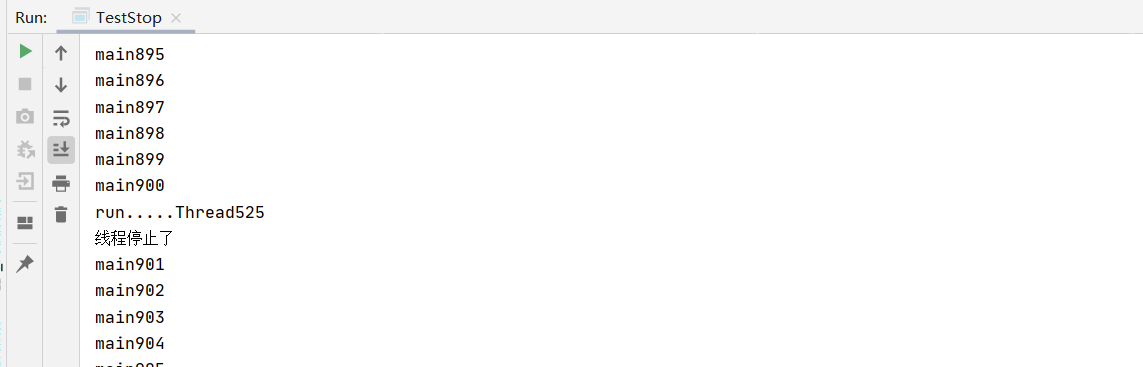 Run: TestStop
main895
main896
main897
main898
main899
main900
run.....Thread525
线程停止了
main901
main902
main903
main904
main905